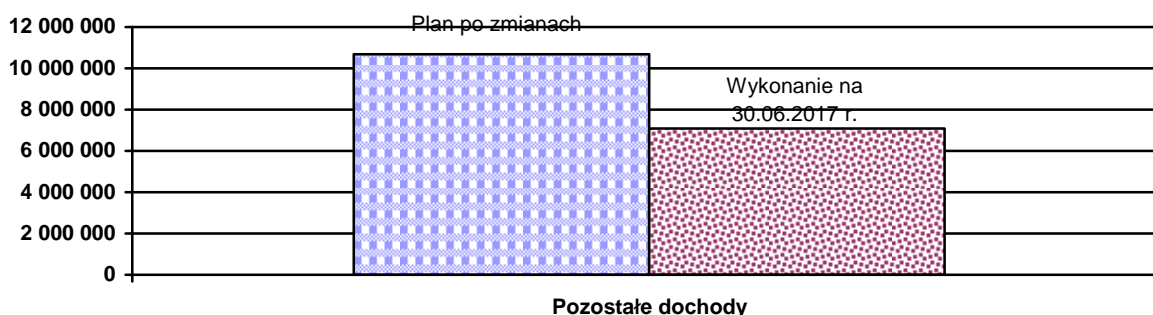 12 000 000
Plan po zmianach
10 000 000
Wykonanie na
30.06.2017 r.
8 000 000
6 000 000
4 000 000
2 000 000
0
Pozostałe dochody